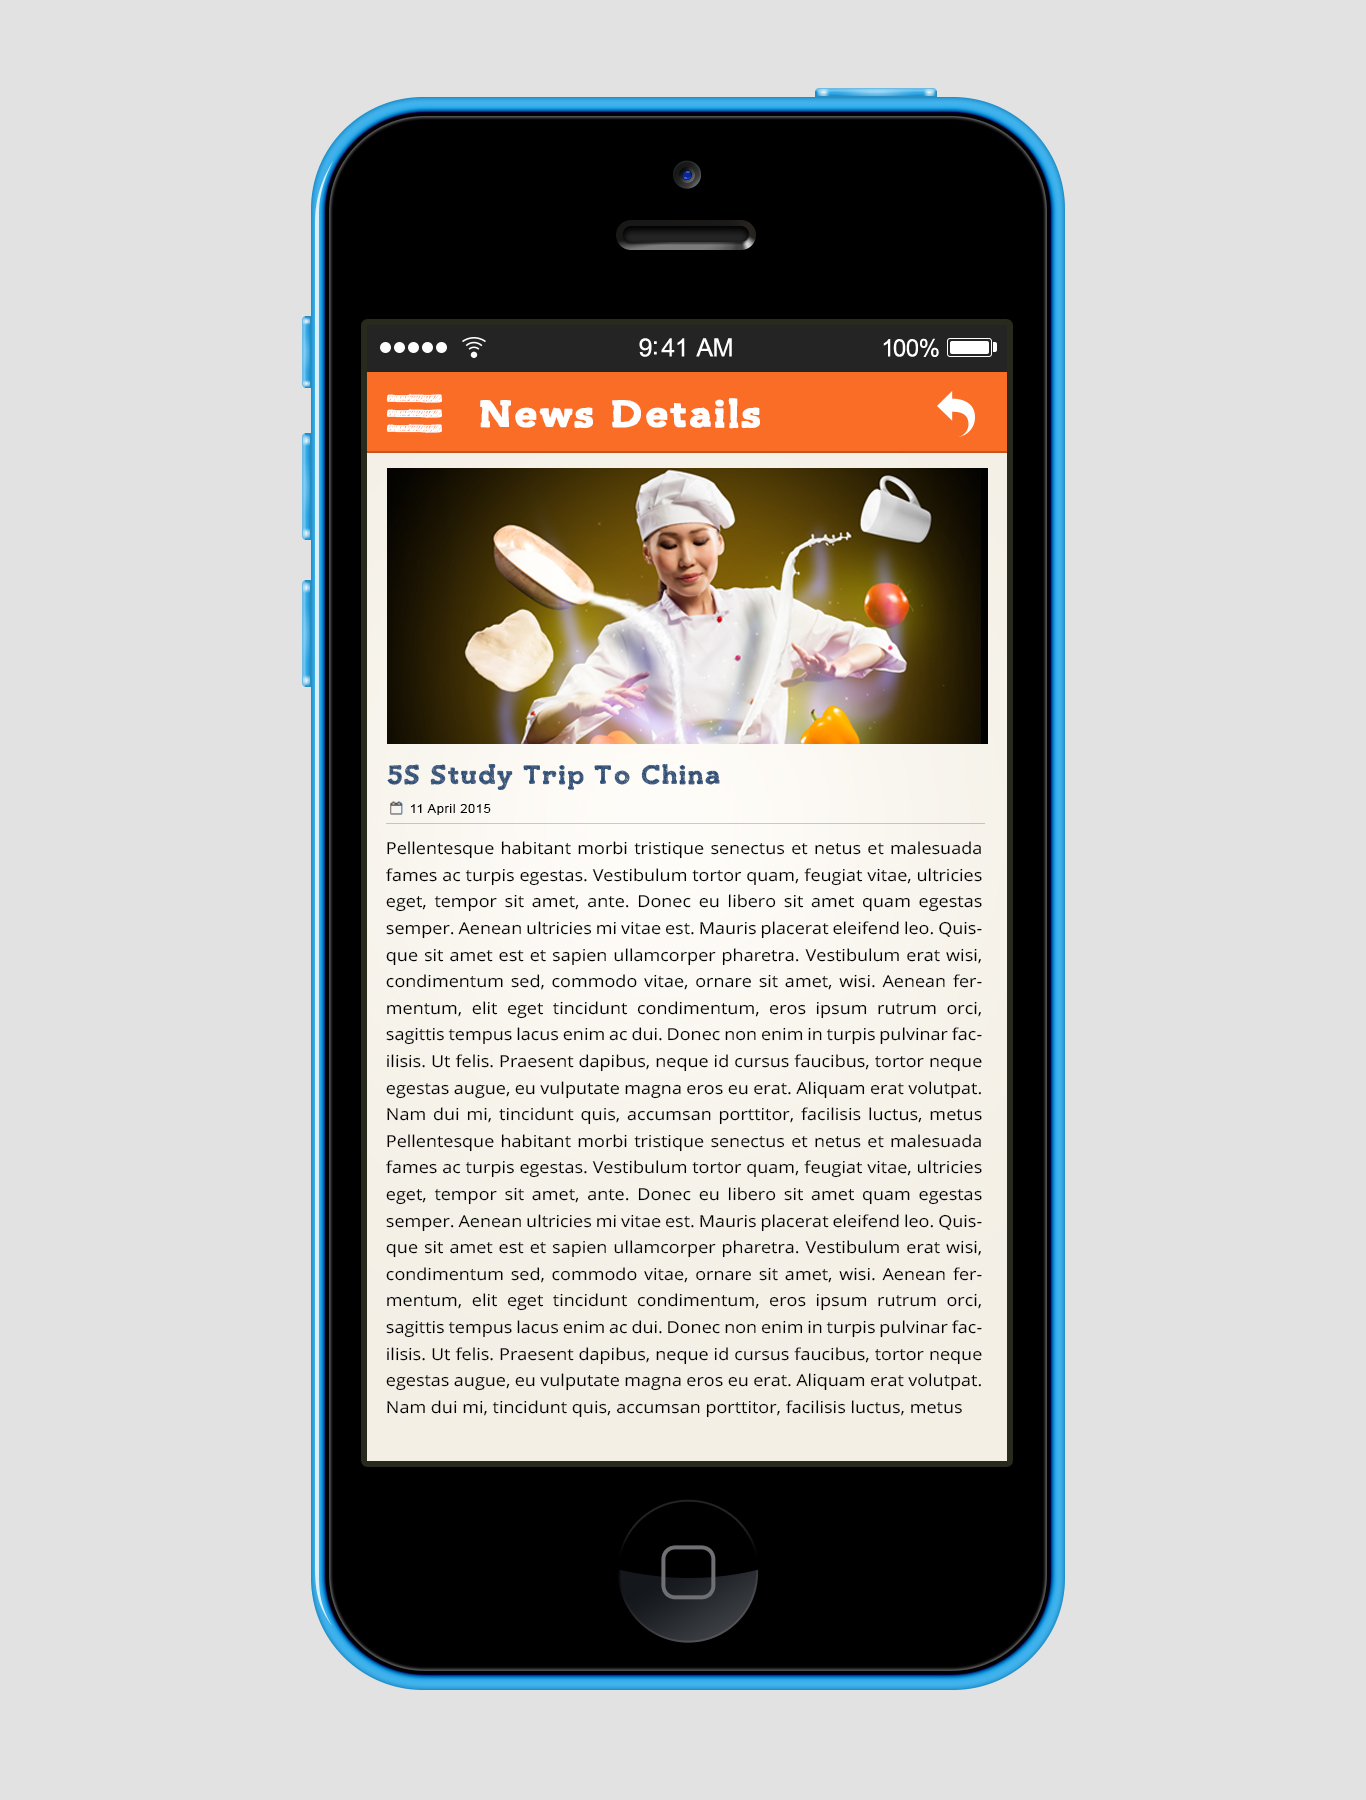 9:41 AM 100%
News Details
5S Study Trip To China
11 April 2015
Pellentesque habitant morbi tristique senectus et netus et malesuada
fames ac turpis egestas. Vestibulum tortor quam, feugiat vitae, ultricies
eget, tempor sit amet, ante. Donec eu libero sit amet quam egestas
semper. Aenean ultricies mi vitae est. Mauris placerat eleifend leo. Quis-
que sit amet est et sapien ullamcorper pharetra. Vestibulum erat wisi,
condimentum sed, commodo vitae, ornare sit amet, wisi. Aenean fer-
mentum, elit eget tincidunt condimentum, eros ipsum rutrum orci,
sagittis tempus lacus enim ac dui. Donec non enim in turpis pulvinar fac-
ilisis. Ut felis. Praesent dapibus, neque id cursus faucibus, tortor neque
egestas augue, eu vulputate magna eros eu erat. Aliquam erat volutpat.
Nam dui mi, tincidunt quis, accumsan porttitor, facilisis luctus, metus
Pellentesque habitant morbi tristique senectus et netus et malesuada
fames ac turpis egestas. Vestibulum tortor quam, feugiat vitae, ultricies
eget, tempor sit amet, ante. Donec eu libero sit amet quam egestas
semper. Aenean ultricies mi vitae est. Mauris placerat eleifend leo. Quis-
que sit amet est et sapien ullamcorper pharetra. Vestibulum erat wisi,
condimentum sed, commodo vitae, ornare sit amet, wisi. Aenean fer-
mentum, elit eget tincidunt condimentum, eros ipsum rutrum orci,
sagittis tempus lacus enim ac dui. Donec non enim in turpis pulvinar fac-
ilisis. Ut felis. Praesent dapibus, neque id cursus faucibus, tortor neque
egestas augue, eu vulputate magna eros eu erat. Aliquam erat volutpat.
Nam dui mi, tincidunt quis, accumsan porttitor, facilisis luctus, metus